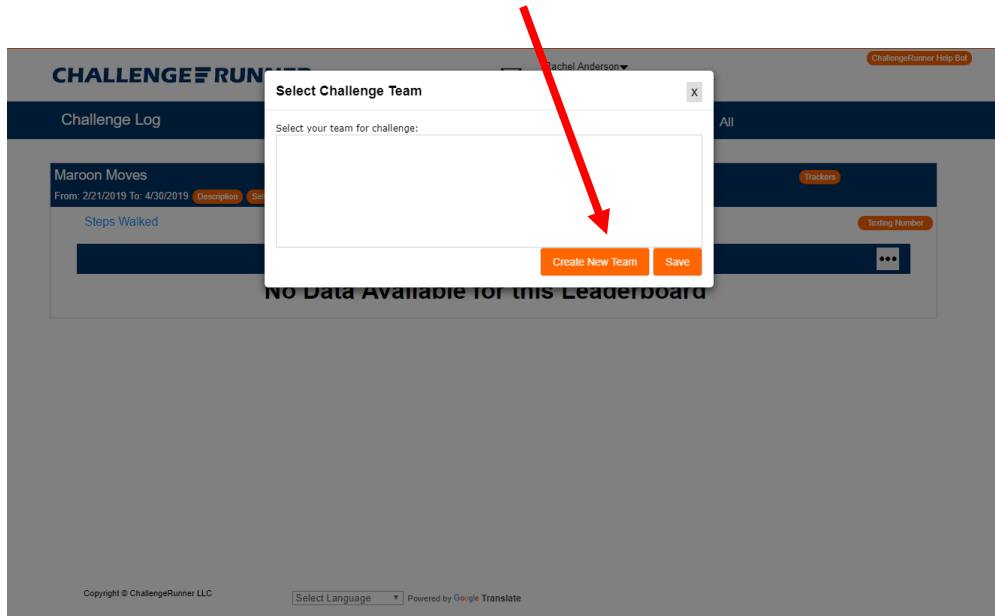 ChallengeRunner Help Bot
Rachel Anderson
CHALLENGE RUNNER
Select Challenge Team
X
Challenge Log
All
Select your team for challenge:
Maroon Moves
Trackers
From: 2/21/2019 To: 4/30/2019 Description
Steps Walked
Texting Number
Create New Team Save
No Data Available for this Leaderboard
Copyright © ChallengeRunner LLC
Select Language Powered by Google Translate